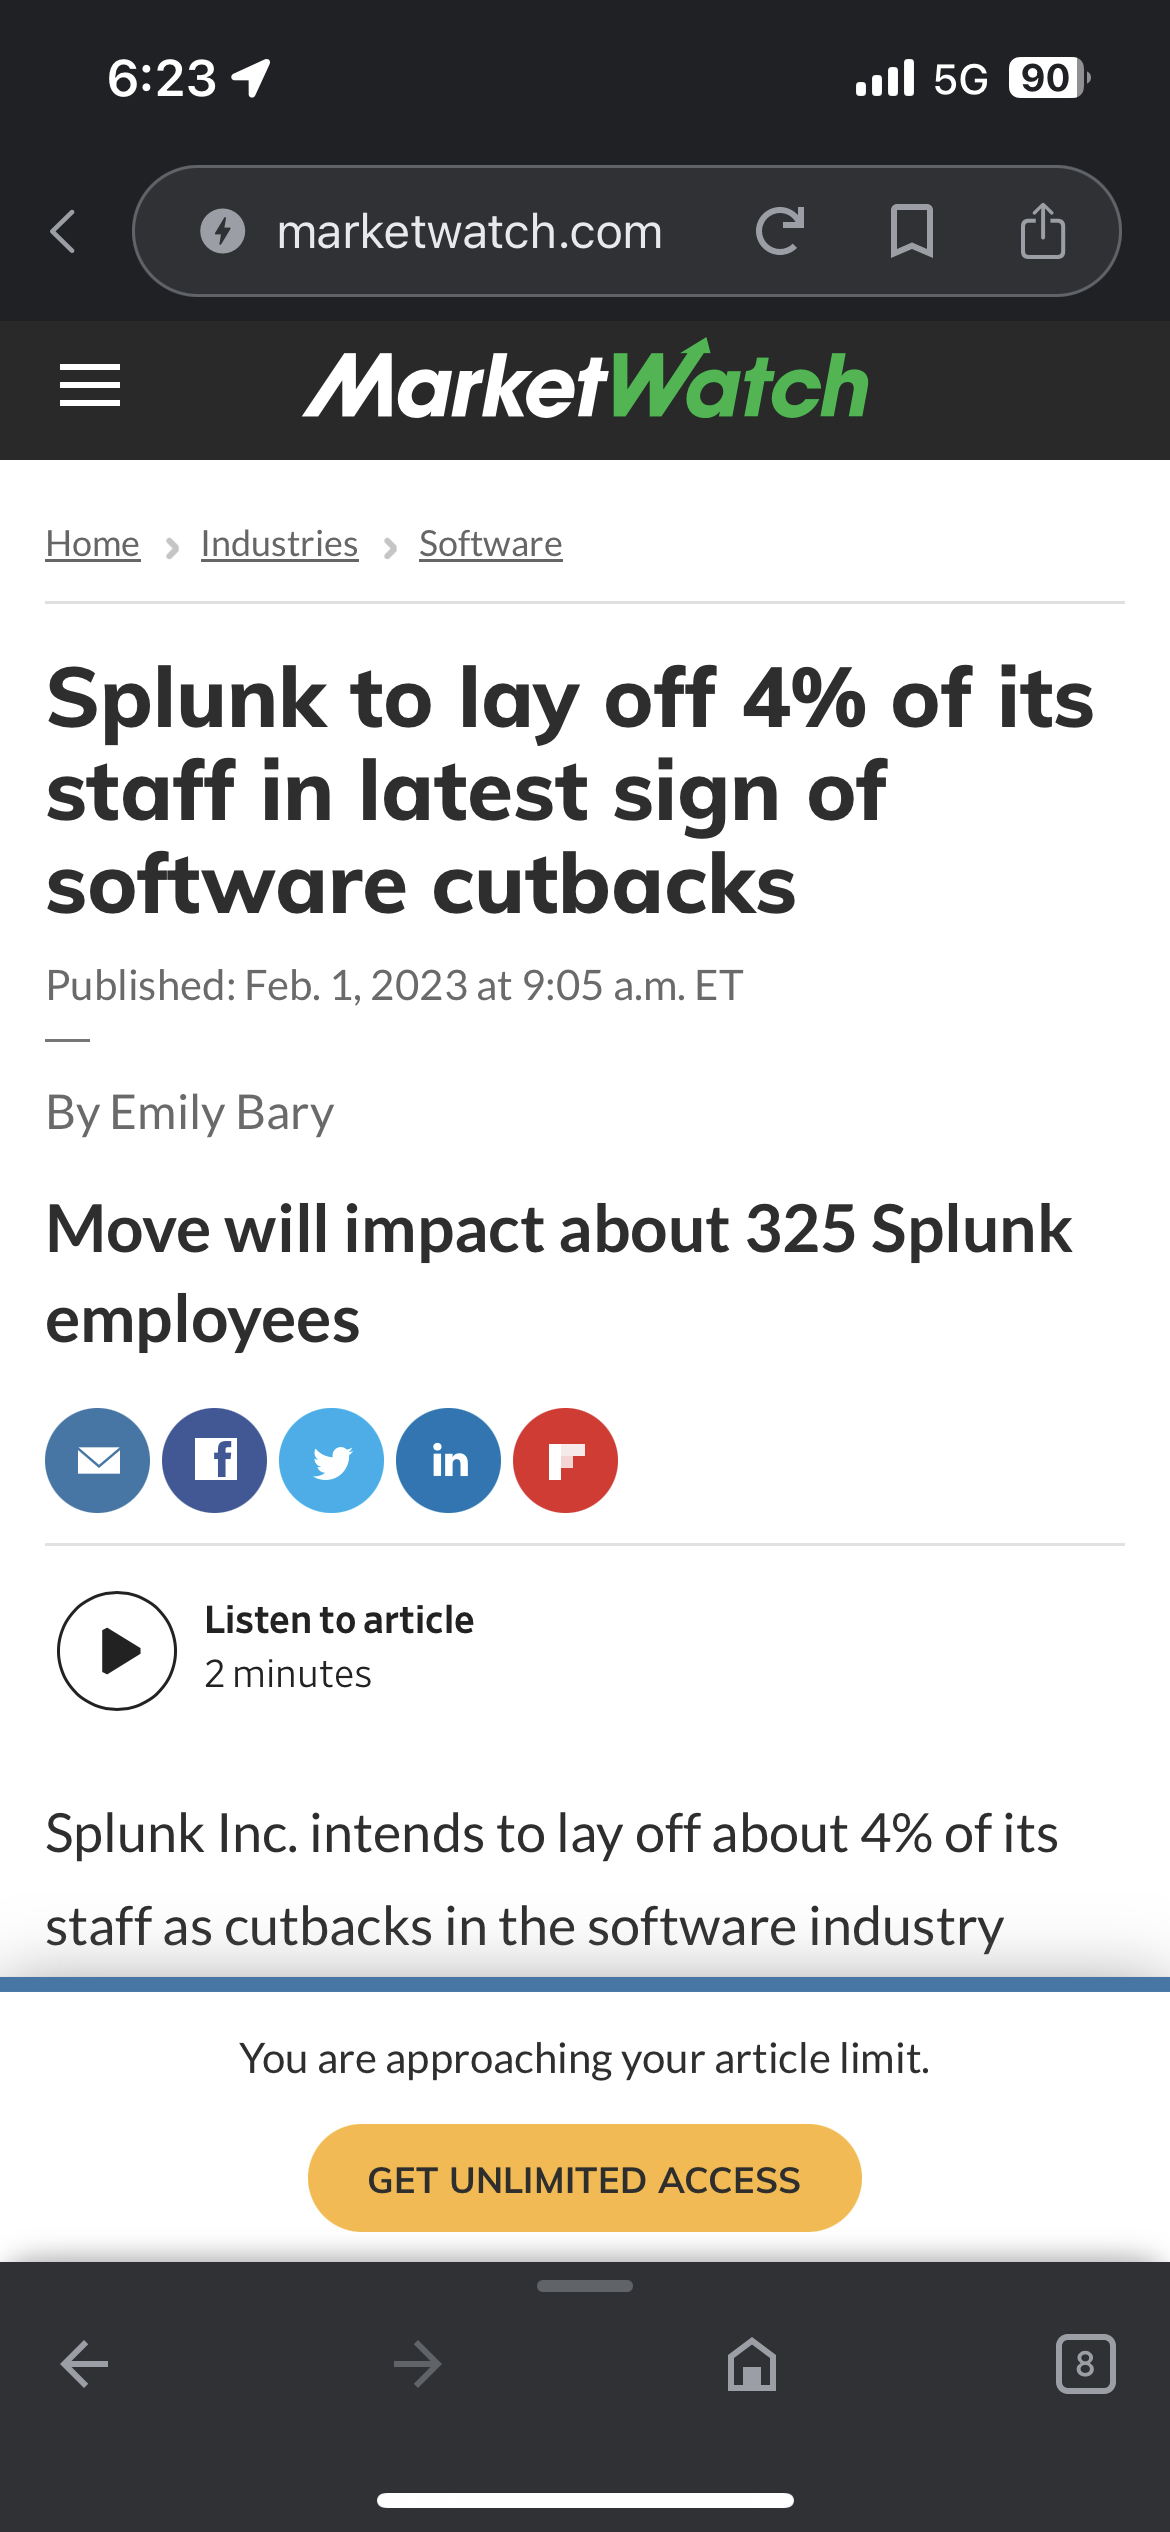 6:23
5G
90
marketwatch.com
MarketWatch
Home › Industries › Software
Splunk to lay off 4% of its
staff in latest sign of
software cutbacks
Published: Feb. 1, 2023 at 9:05 a.m. ET
By Emily Bary
Move will impact about 325 Splunk
employees
Listen to article
2 minutes
Splunk Inc. intends to lay off about 4% of its
staff as cutbacks in the software industry
You are approaching your article limit.
GET UNLIMITED ACCESS
8